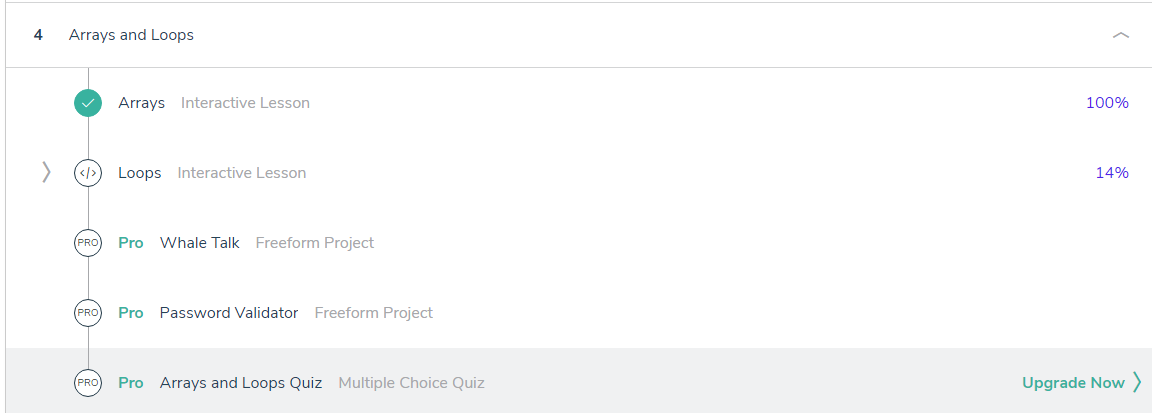 4 Arrays and Loops
Arrays Interactive Lesson 100%
</> Loops Interactive Lesson 14%
PRO Pro Whale Talk Freeform Project
PRO Pro Password Validator Freeform Project
PRO Pro Arrays and Loops Quiz Multiple Choice Quiz Upgrade Now